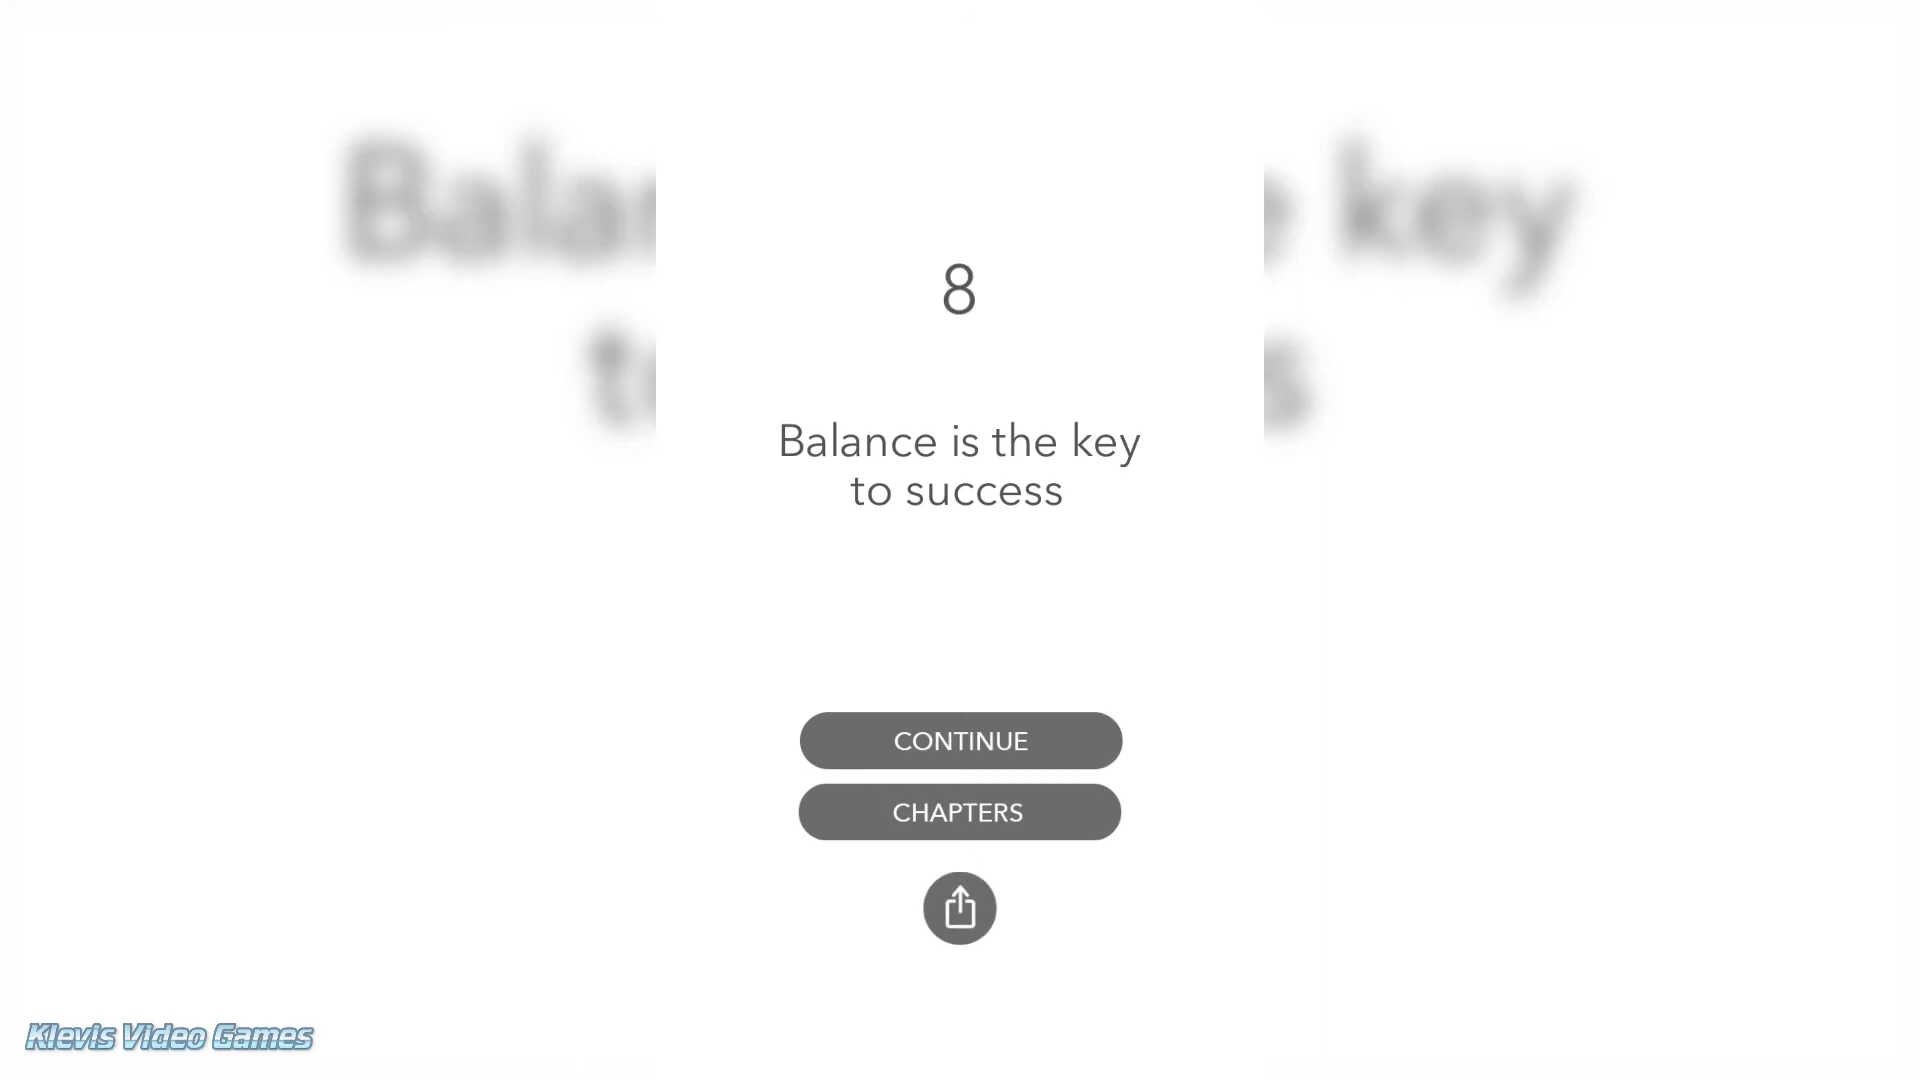 8
Balance is the key
to success
CONTINUE
CHAPTERS
Klevis Video Games